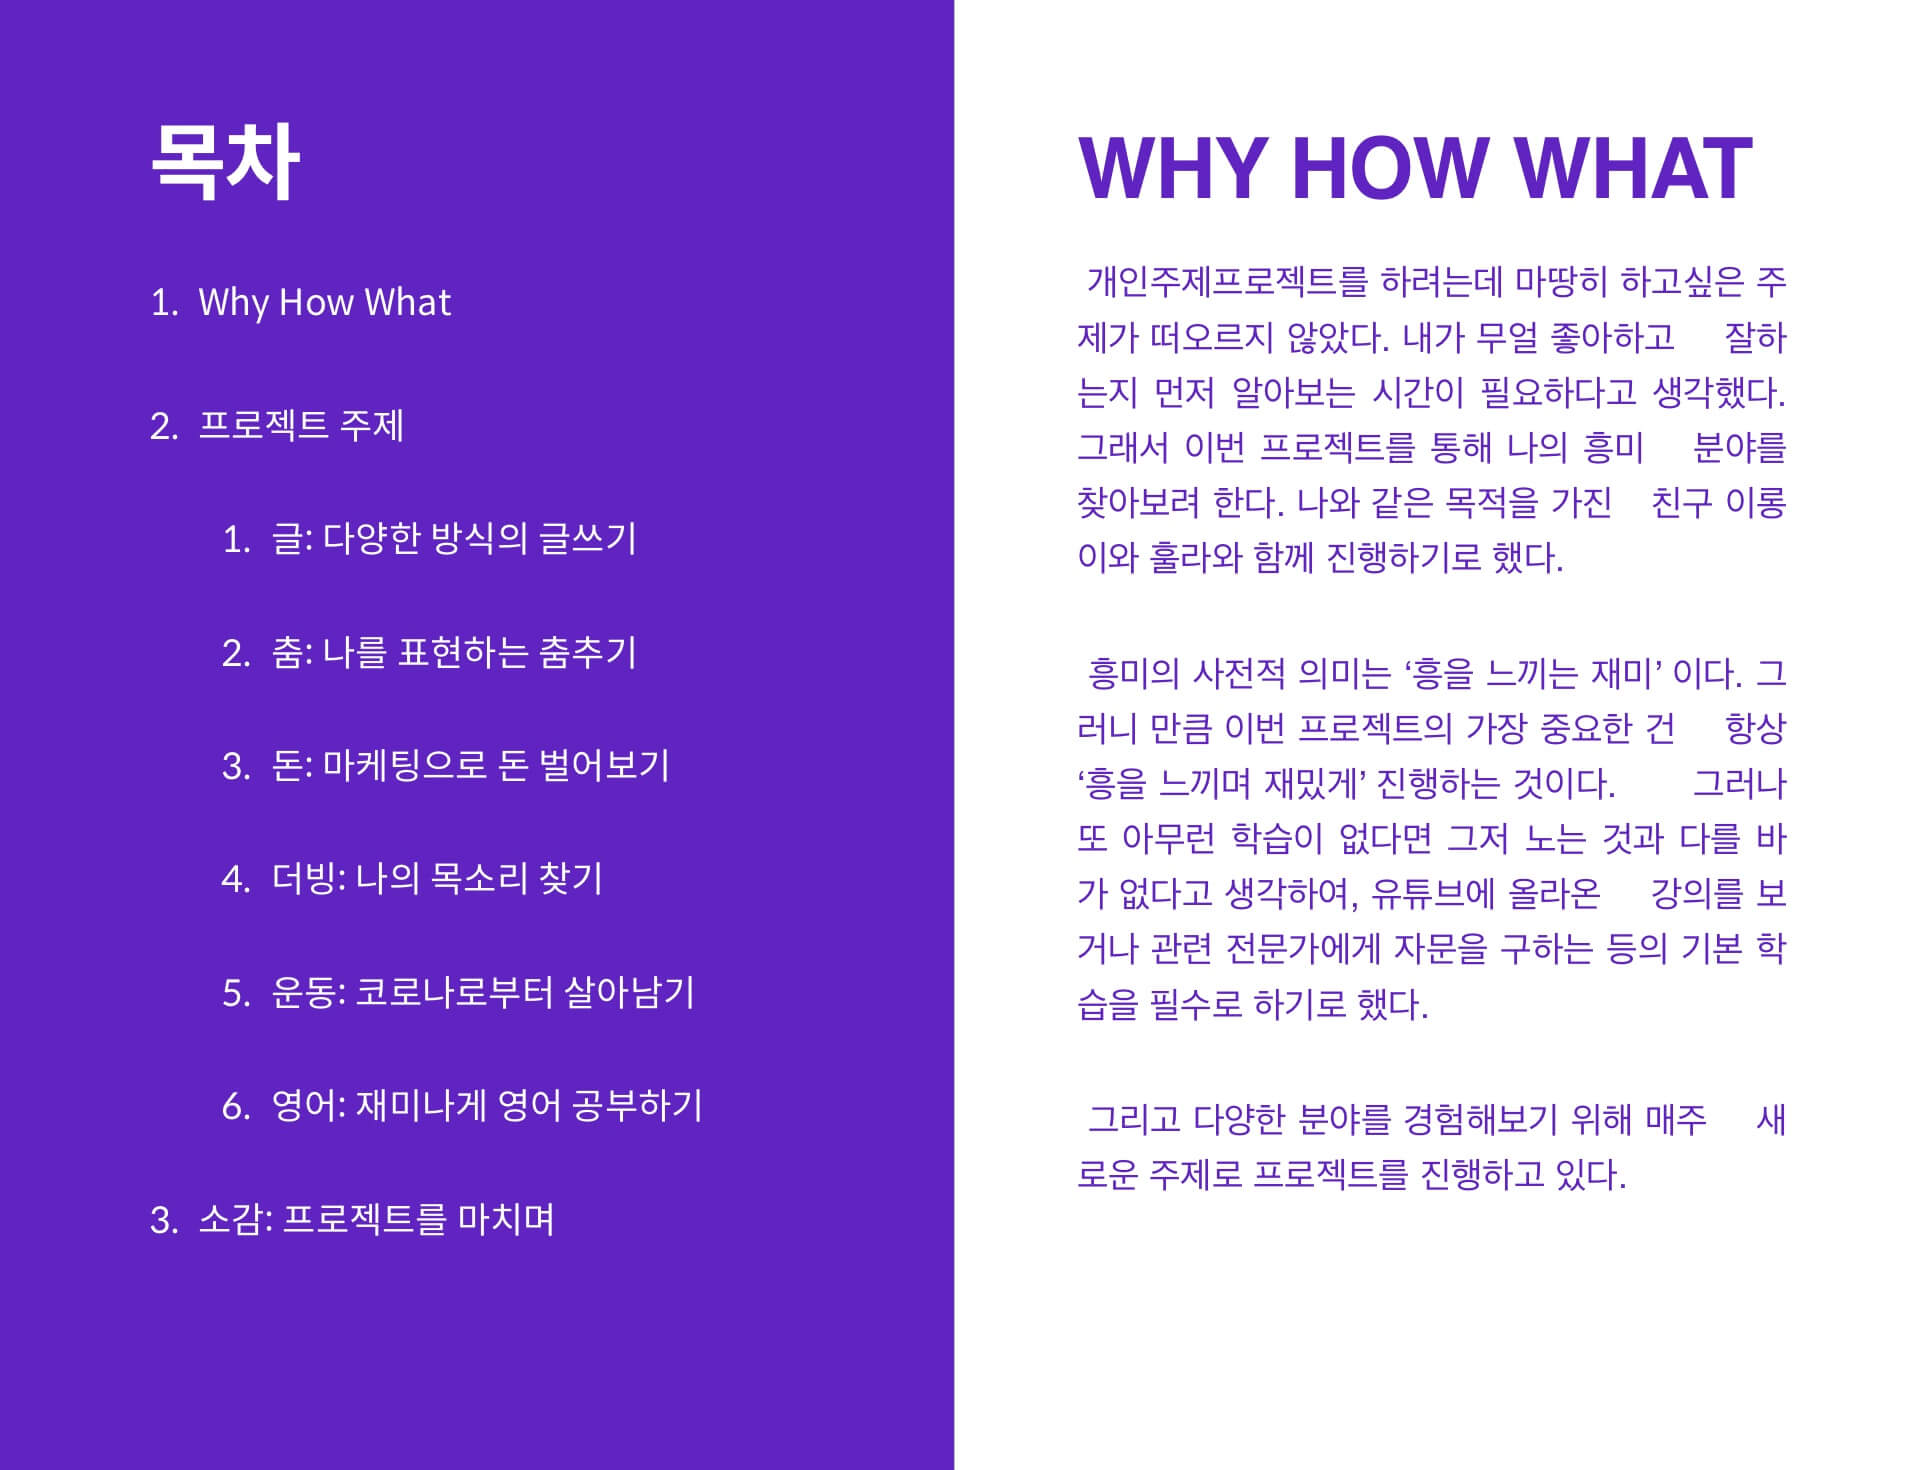 목차
1. Why How What
2. 프로젝트 주제
1. 글: 다양한 방식의 글쓰기
2. 춤: 나를 표현하는 춤추기
3. 돈: 마케팅으로 돈 벌어보기
4. 더빙: 나의 목소리 찾기
5. 운동: 코로나로부터 살아남기
6. 영어: 재미나게 영어 공부하기
3. 소감: 프로젝트를 마치며
WHY HOW WHAT
개인주제프로젝트를 하려는데 마땅히 하고싶은 주
제가 떠오르지 않았다. 내가 무얼 좋아하고 잘하
는지 먼저 알아보는 시간이 필요하다고 생각했다.
그래서 이번 프로젝트를 통해 나의 흥미 분야를
찾아보려 한다. 나와 같은 목적을 가진 친구 이롱
이와 훌라와 함께 진행하기로 했다.
흥미의 사전적 의미는 ‘흥을 느끼는 재미’ 이다. 그
러니 만큼 이번 프로젝트의 가장 중요한 건 항상
‘흥을 느끼며 재밌게’ 진행하는 것이다. 그러나
또 아무런 학습이 없다면 그저 노는 것과 다를 바
가 없다고 생각하여, 유튜브에 올라온 강의를 보
거나 관련 전문가에게 자문을 구하는 등의 기본 학
습을 필수로 하기로 했다.
그리고 다양한 분야를 경험해보기 위해 매주 새
로운 주제로 프로젝트를 진행하고 있다.